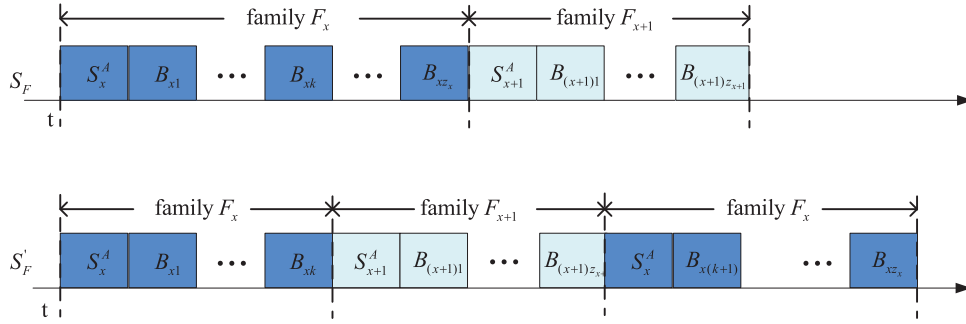 family F_x family F_{x+1}
S_F S_x^A B_{x1} ••• B_{xk} ••• B_{xz_x} S_{x+1}^A B_{(x+1)1} ••• B_{(x+1)z_{x+1}}
t
family F_x family F_{x+1} family F_x
S_F^' S_x^A B_{x1} ••• B_{xk} S_{x+1}^A B_{(x+1)1} ••• B_{(x+1)z_{x+}} S_x^A B_{x(k+1)} ••• B_{xz_x}
t